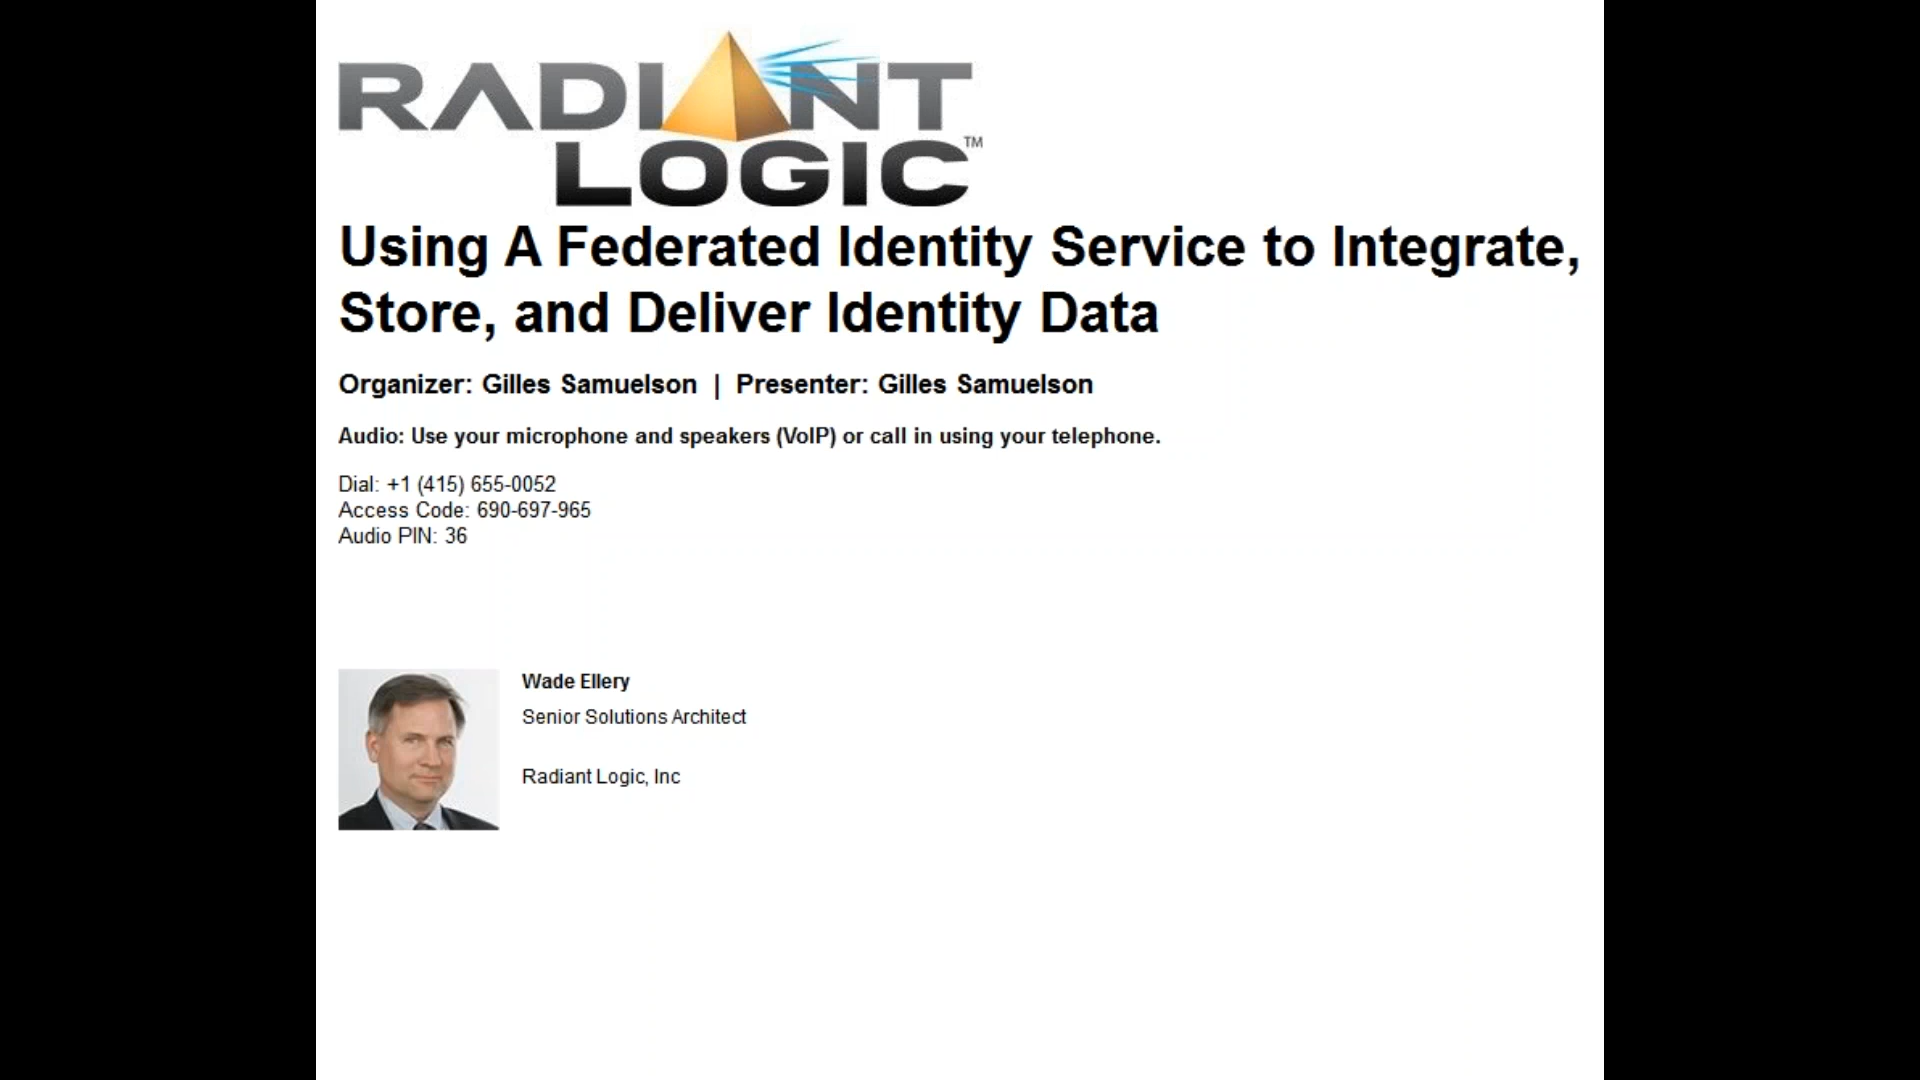 RADIANT
LOGIC™
Using A Federated Identity Service to Integrate,
Store, and Deliver Identity Data
Organizer: Gilles Samuelson | Presenter: Gilles Samuelson
Audio: Use your microphone and speakers (VoIP) or call in using your telephone.
Dial: +1 (415) 655-0052
Access Code: 690-697-965
Audio PIN: 36
Wade Ellery
Senior Solutions Architect
Radiant Logic, Inc